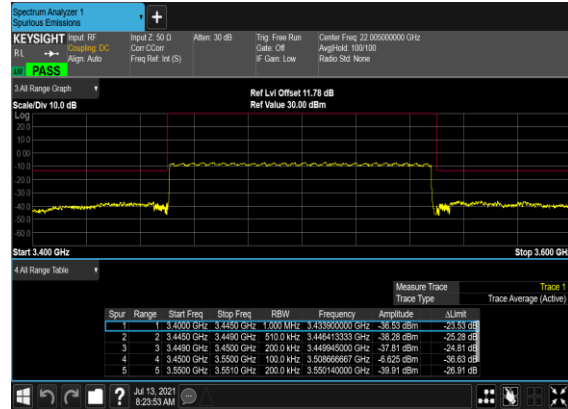 Spectrum Analyzer 1
Spurious Emissions
KEYSIGHT Input: RF Input Z: 50 Ω Atten: 30 dB Trig: Free Run Center Freq: 22.005000000 GHz
RL Coupling: DC Corr CCorr Gate: Off Avg|Hold: 100/100
Align: Auto Freq Ref: Int (S) IF Gain: Low Radio Std: None
PASS
3 All Range Graph
Ref Lvl Offset 11.78 dB
Scale/Div 10.0 dB Ref Value 30.00 dBm
Log
20.0
10.0
0.00
-10.0
-20.0
-30.0
-40.0
-50.0
-60.0
Start 3.400 GHz Stop 3.600 GH
4 All Range Table
Measure Trace Trace 1
Trace Type Trace Average (Active)
Spur Range Start Freq Stop Freq RBW Frequency Amplitude ΔLimit
1 1 3.4000 GHz 3.4450 GHz 1.000 MHz 3.433900000 GHz -36.53 dBm -23.53 dB
2 2 3.4450 GHz 3.4490 GHz 510.0 kHz 3.446413333 GHz -38.28 dBm -25.28 dB
3 3 3.4490 GHz 3.4500 GHz 200.0 kHz 3.449945000 GHz -37.81 dBm -24.81 dB
4 4 3.4500 GHz 3.5500 GHz 100.0 kHz 3.508666667 GHz -6.625 dBm -36.63 dB
5 5 3.5500 GHz 3.5510 GHz 200.0 kHz 3.550140000 GHz -39.91 dBm -26.91 dB
? Jul 13, 2021
8:23:53 AM